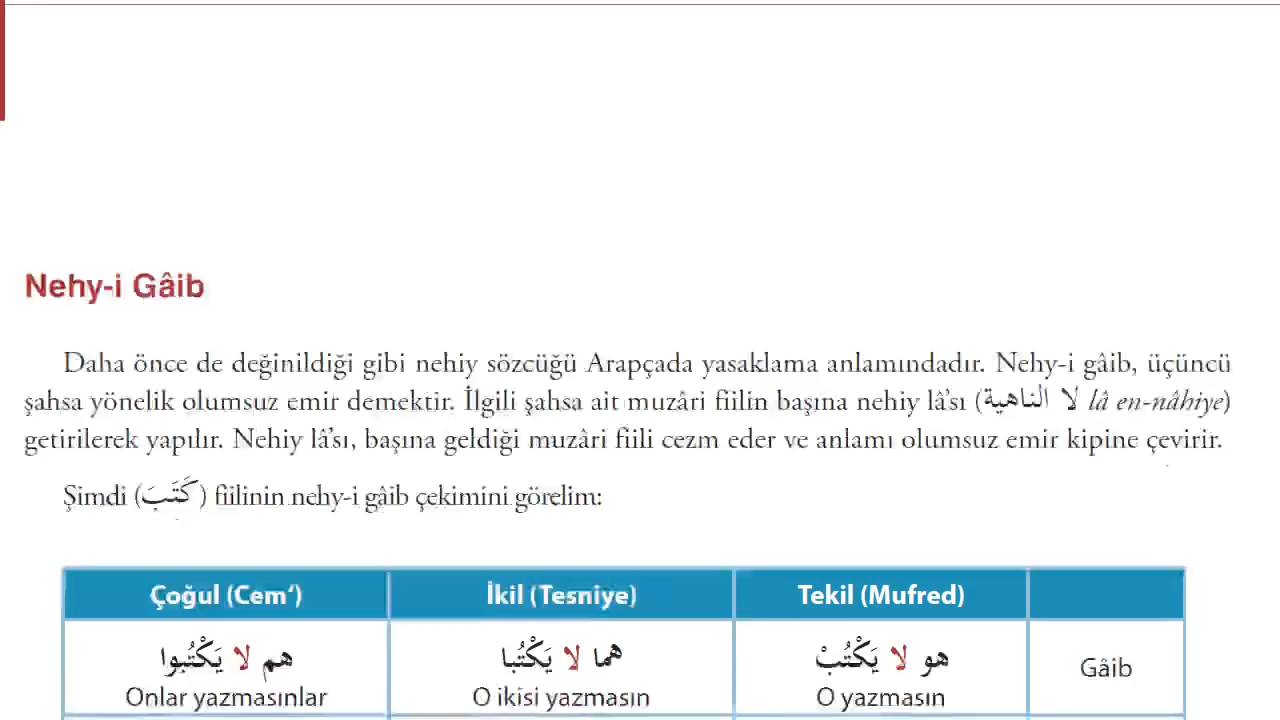 Nehy-i Gâib
Daha önce de değinildiği gibi nehiy sözcüğü Arapçada yasaklama anlamındadır. Nehy-i gâib, üçüncü
şahsa yönelik olumsuz emir demektir. İlgili şahsa ait muzâri fiilin başına nehiy lâ’sı (لا الناهية lâ en-nâhiye)
getirilerek yapılır. Nehiy lâ’sı, başına geldiği muzâri fiili cezm eder ve anlamı olumsuz emir kipine çevirir.
Şimdi (كَتَبَ) fiilinin nehy-i gâib çekimini görelim:
Çoğul (Cem‘) İkil (Tesniye) Tekil (Mufred)
هم لا يَكْتُبوا هما لا يَكْتُبا هو لا يَكْتُبْ Gâib
Onlar yazmasınlar O ikisi yazmasın O yazmasın